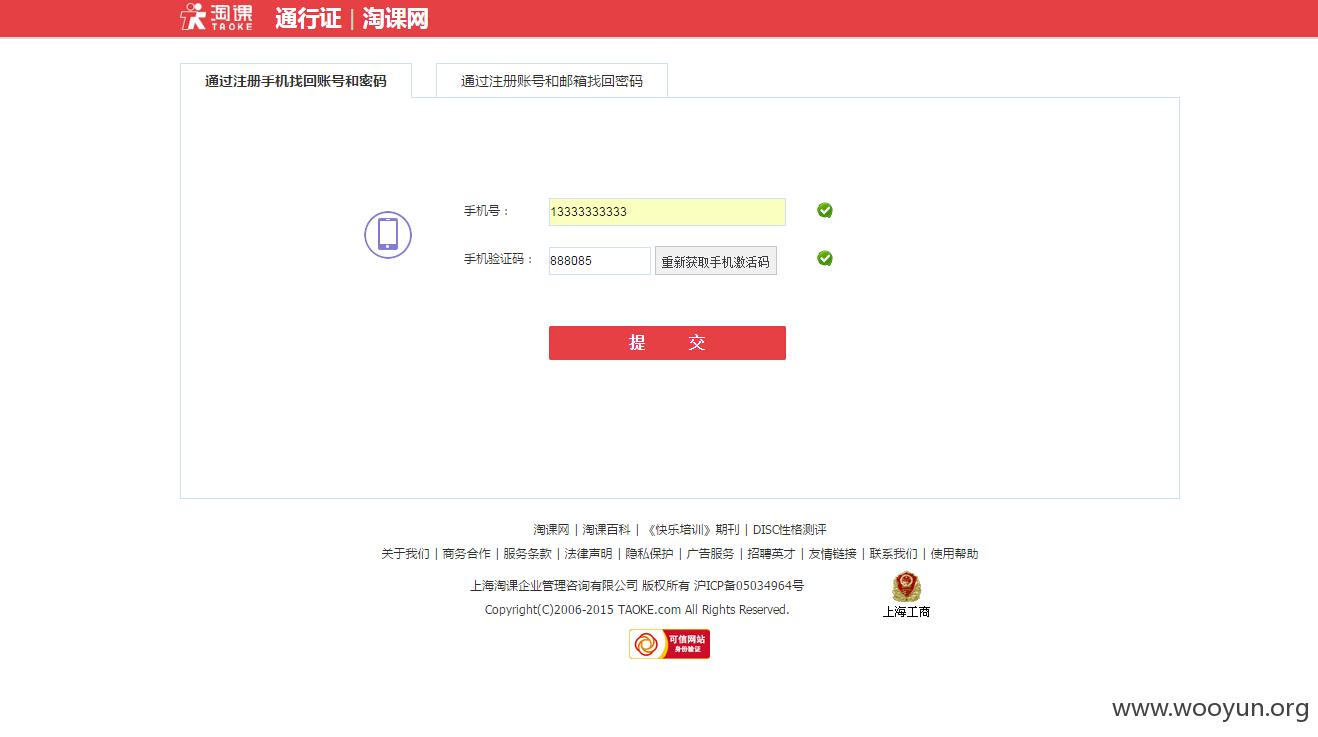 淘课 TAOKE 通行证 | 淘课网
通过注册手机找回账号和密码 通过注册账号和邮箱找回密码
手机号： 13333333333
手机验证码： 888085 重新获取手机激活码
提 交
淘课网 | 淘课百科 | 《快乐培训》期刊 | DISC性格测评
关于我们 | 商务合作 | 服务条款 | 法律声明 | 隐私保护 | 广告服务 | 招聘英才 | 友情链接 | 联系我们 | 使用帮助
上海淘课企业管理咨询有限公司 版权所有 沪ICP备05034964号
Copyright(C)2006-2015 TAOKE.com All Rights Reserved.
上海工商
可信网站
身份验证
www.wooyun.org